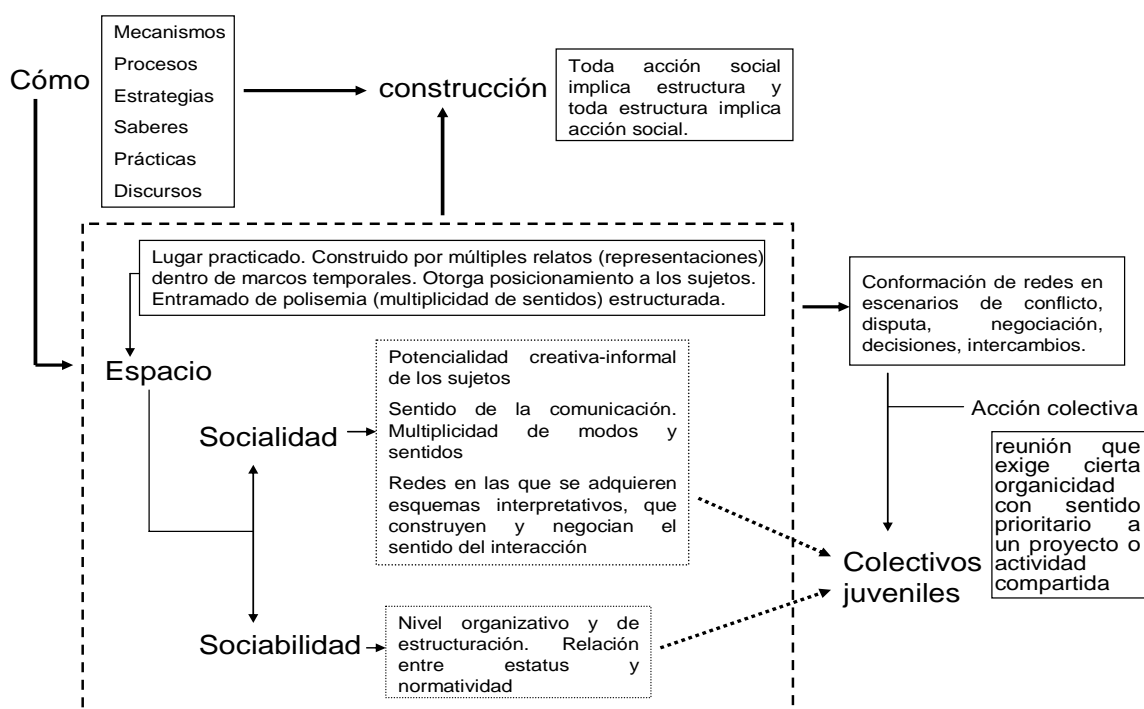 Cómo
Mecanismos
Procesos
Estrategias
Saberes
Prácticas
Discursos
construcción
Toda acción social
implica estructura y
toda estructura implica
acción social.
Lugar practicado. Construido por múltiples relatos (representaciones)
dentro de marcos temporales. Otorga posicionamiento a los sujetos.
Entramado de polisemia (multiplicidad de sentidos) estructurada.
Espacio
Socialidad
Potencialidad creativa-informal
de los sujetos
Sentido de la comunicación.
Multiplicidad de modos y
sentidos
Redes en las que se adquieren
esquemas interpretativos, que
construyen y negocian el
sentido del interacción
Sociabilidad
Nivel organizativo y de
estructuración. Relación
entre estatus y
normatividad
Conformación de redes en
escenarios de conflicto,
disputa, negociación,
decisiones, intercambios.
Acción colectiva
reunión que
exige cierta
organicidad
con sentido
prioritario a
un proyecto o
actividad
compartida
Colectivos
juveniles